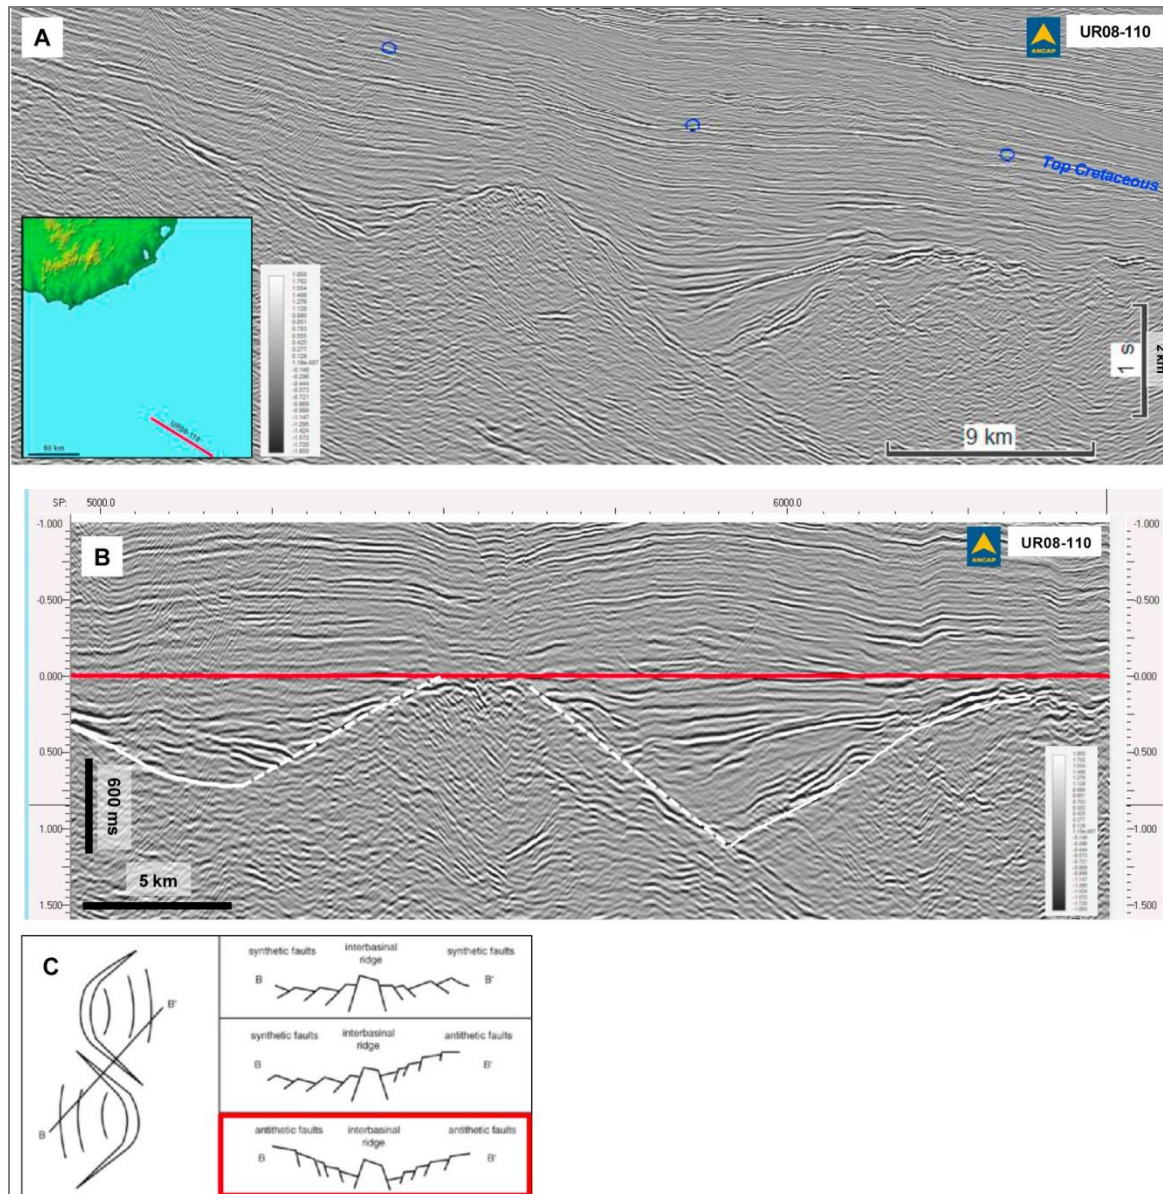 A
ANCAP
UR08-110
Top Cretaceous
UR08-110
60 km
1 s
2 km
9 km
SP: 5000.0 6000.0
-1.000 -1.000
B
ANCAP
UR08-110
-0.500 -0.500
0.000 0.000
0.500 0.500
600 ms
1.000 1.000
5 km
1.500 1.500
C
synthetic faults interbasinal ridge synthetic faults
B B'
B'
synthetic faults interbasinal ridge antithetic faults
B B'
B
antithetic faults interbasinal ridge antithetic faults
B B'